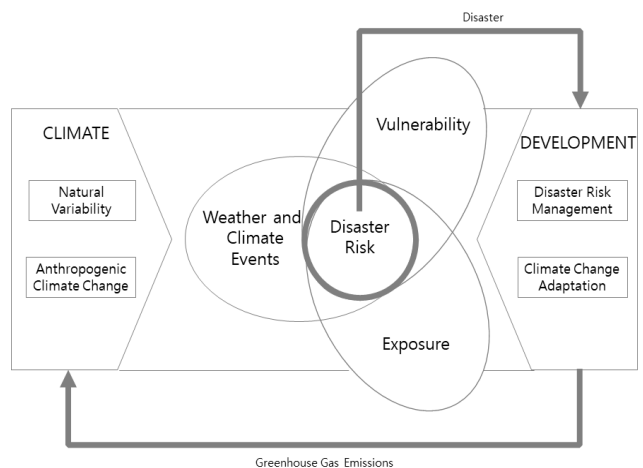 Disaster
CLIMATE
Natural
Variability
Anthropogenic
Climate Change
Weather and
Climate
Events
Vulnerability
Disaster
Risk
Exposure
DEVELOPMENT
Disaster Risk
Management
Climate Change
Adaptation
Greenhouse Gas Emissions